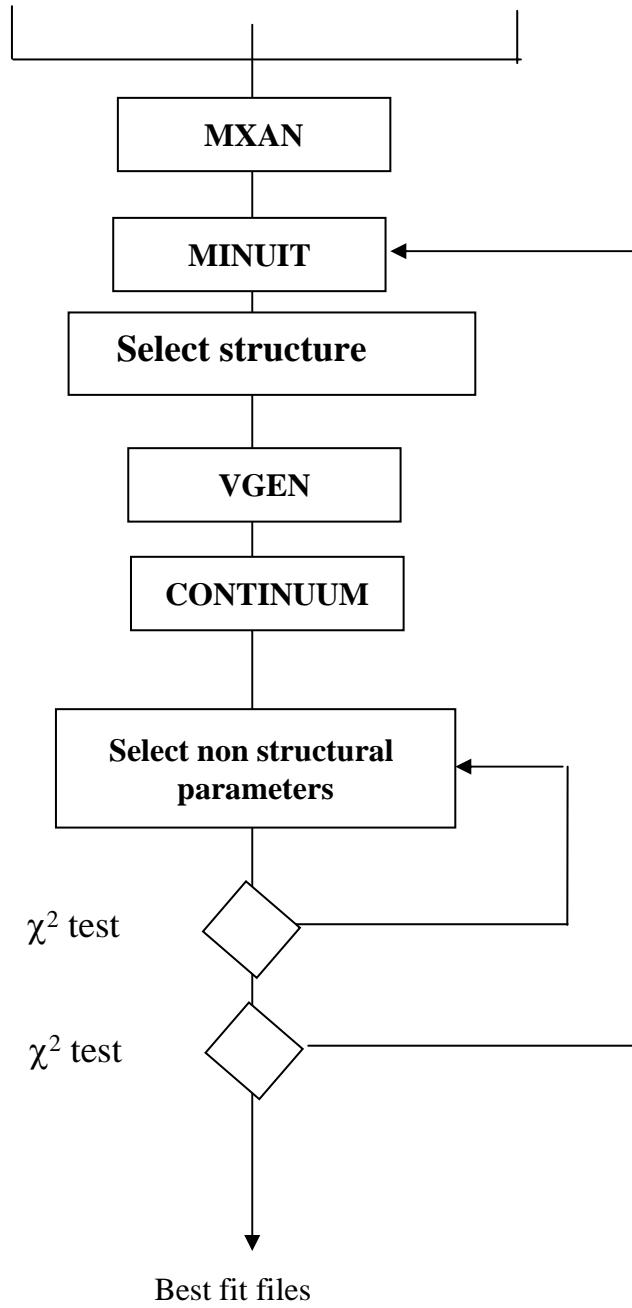 MXAN
MINUIT
Select structure
VGEN
CONTINUUM
Select non structural
parameters
χ² test
χ² test
Best fit files